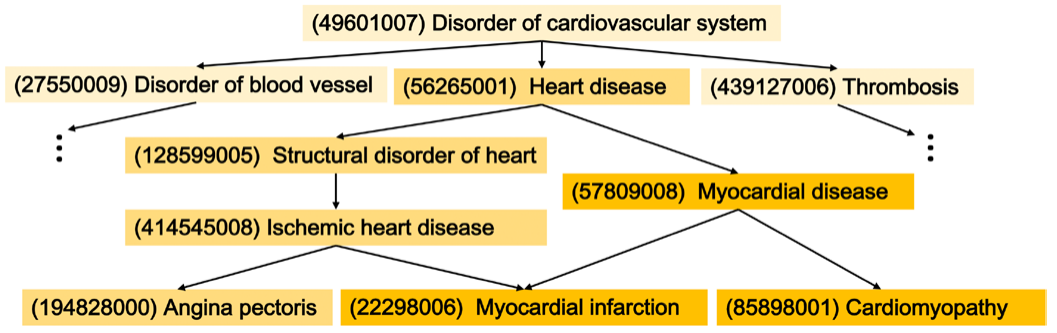 (49601007) Disorder of cardiovascular system
(27550009) Disorder of blood vessel
(56265001) Heart disease
(439127006) Thrombosis
(128599005) Structural disorder of heart
(57809008) Myocardial disease
(414545008) Ischemic heart disease
(194828000) Angina pectoris
(22298006) Myocardial infarction
(85898001) Cardiomyopathy